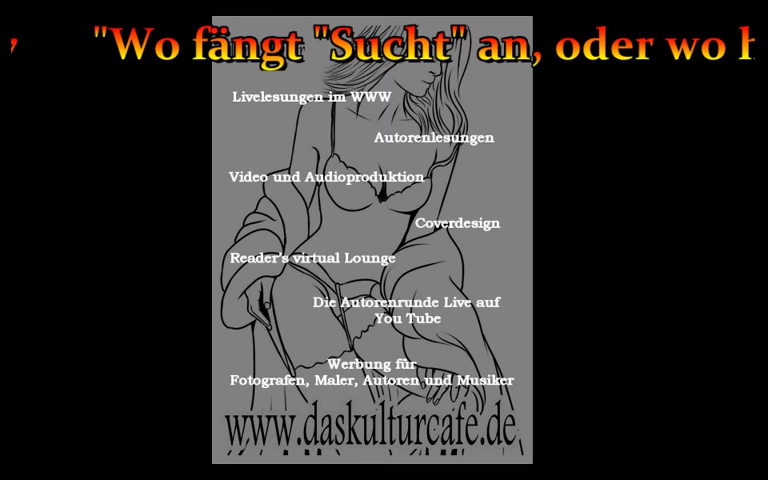 "Wo fängt "Sucht" an, oder wo
Livelesungen im WWW
Autorenlesungen
Video und Audioproduktion
Coverdesign
Reader's virtual Lounge
Die Autorenrunde Live auf
You Tube
Werbung für
Fotografen, Maler, Autoren und Musiker
www.daskulturcafe.de